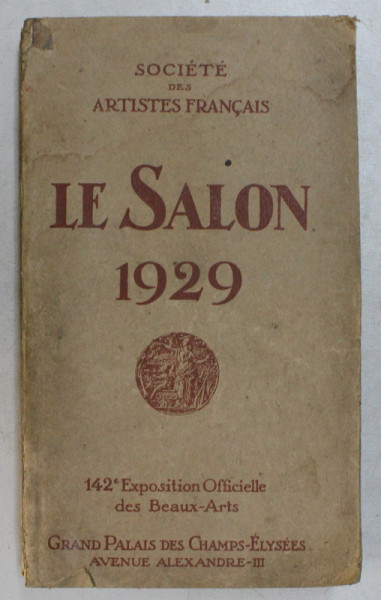 SOCIÉTÉ
DES
ARTISTES FRANÇAIS
LE SALON
1929
142e Exposition Officielle
des Beaux-Arts
GRAND PALAIS DES CHAMPS-ÉLYSÉES
AVENUE ALEXANDRE-III